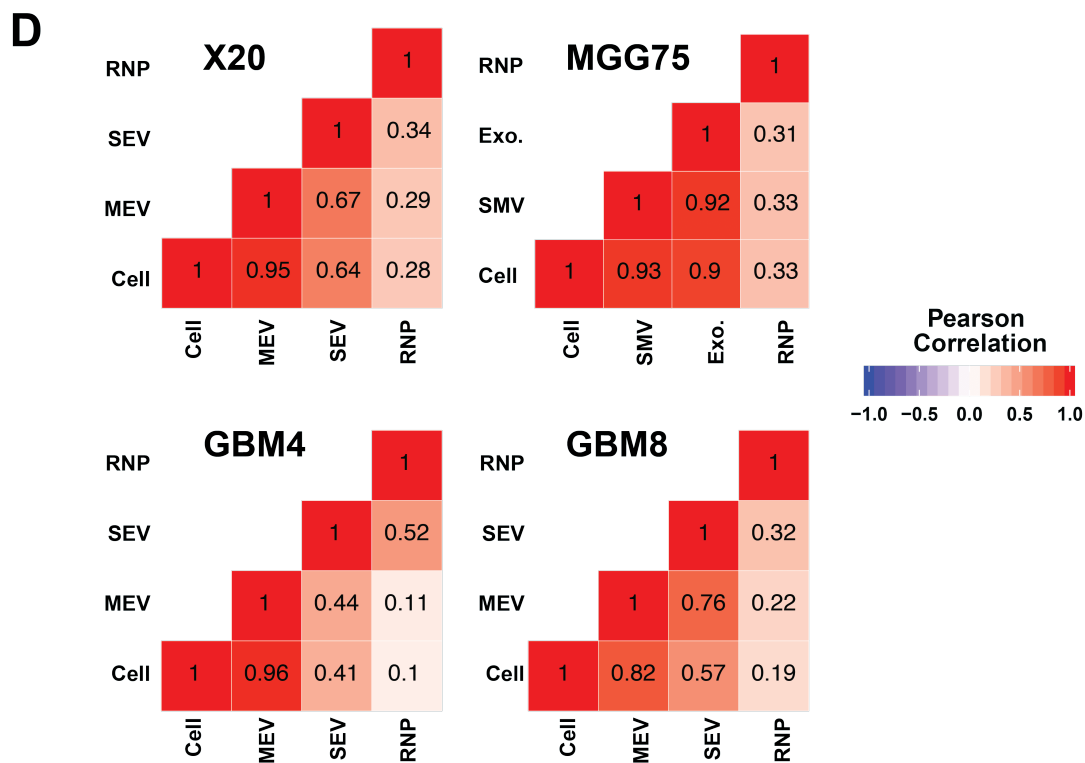 D
X20
RNP 1
SEV 1 0.34
MEV 1 0.67 0.29
Cell 1 0.95 0.64 0.28
Cell MEV SEV RNP
MGG75
RNP 1
Exo. 1 0.31
SMV 1 0.92 0.33
Cell 1 0.93 0.9 0.33
Cell SMV Exo. RNP
Pearson
Correlation
−1.0 −0.5 0.0 0.5 1.0
GBM4
RNP 1
SEV 1 0.52
MEV 1 0.44 0.11
Cell 1 0.96 0.41 0.1
Cell MEV SEV RNP
GBM8
RNP 1
SEV 1 0.32
MEV 1 0.76 0.22
Cell 1 0.82 0.57 0.19
Cell MEV SEV RNP